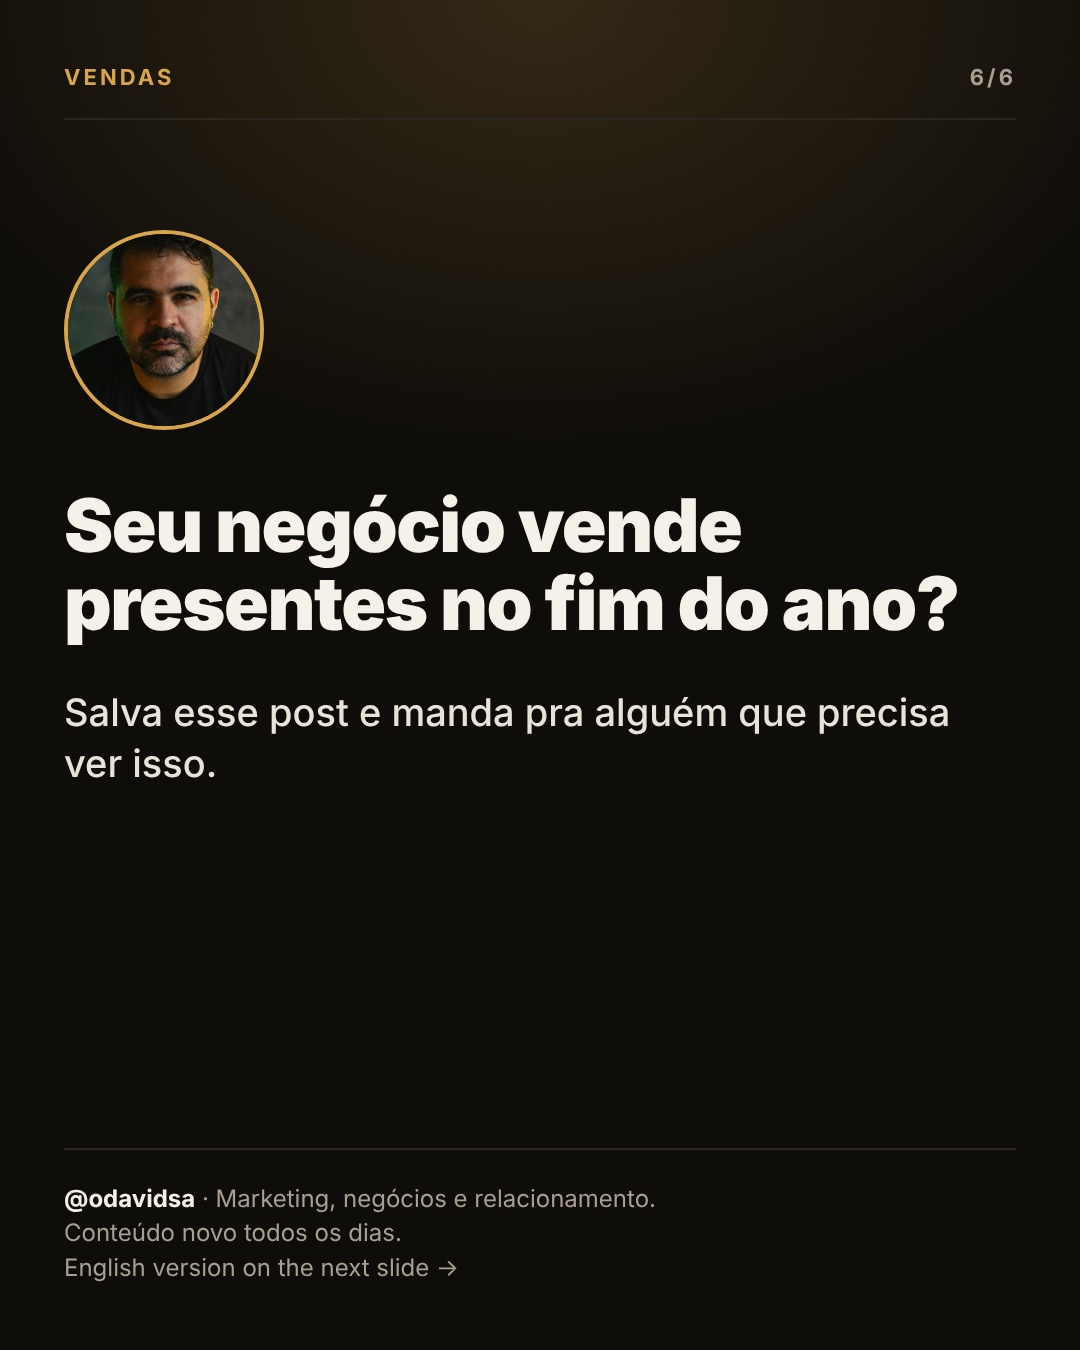 VENDAS
6/6
Seu negócio vende
presentes no fim do ano?
Salva esse post e manda pra alguém que precisa
ver isso.
@odavidsa · Marketing, negócios e relacionamento.
Conteúdo novo todos os dias.
English version on the next slide →